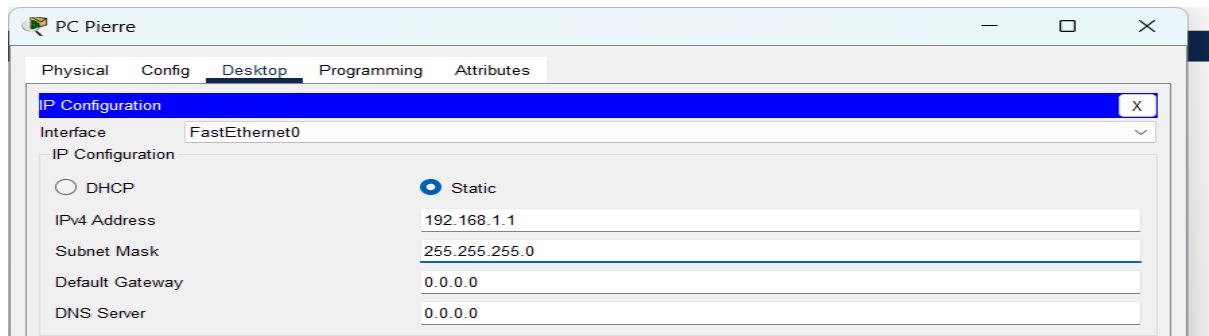 PC Pierre
Physical Config Desktop Programming Attributes
IP Configuration X
Interface FastEthernet0
IP Configuration
DHCP Static
IPv4 Address 192.168.1.1
Subnet Mask 255.255.255.0
Default Gateway 0.0.0.0
DNS Server 0.0.0.0